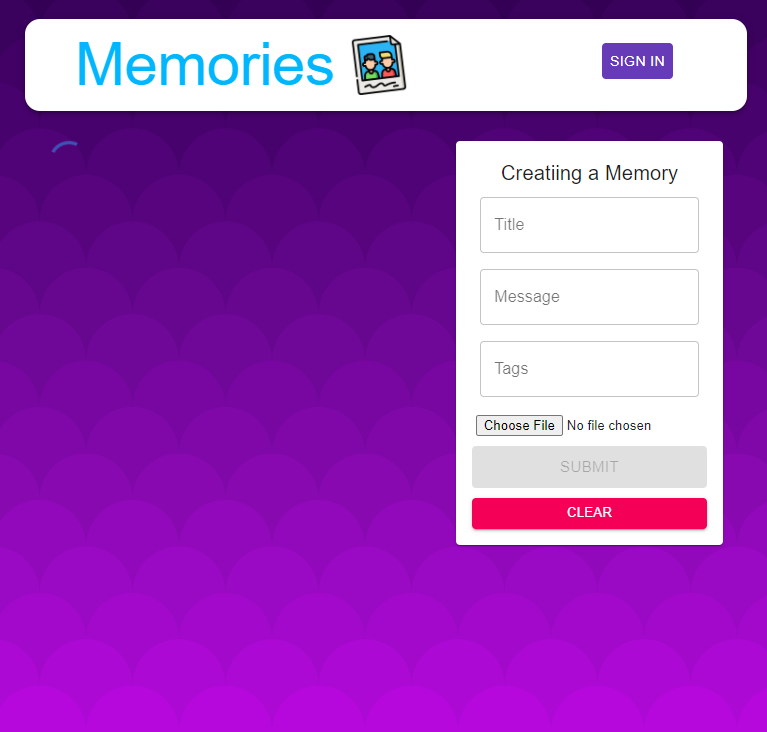 Memories
SIGN IN
Creatiing a Memory
Title
Message
Tags
Choose File No file chosen
SUBMIT
CLEAR